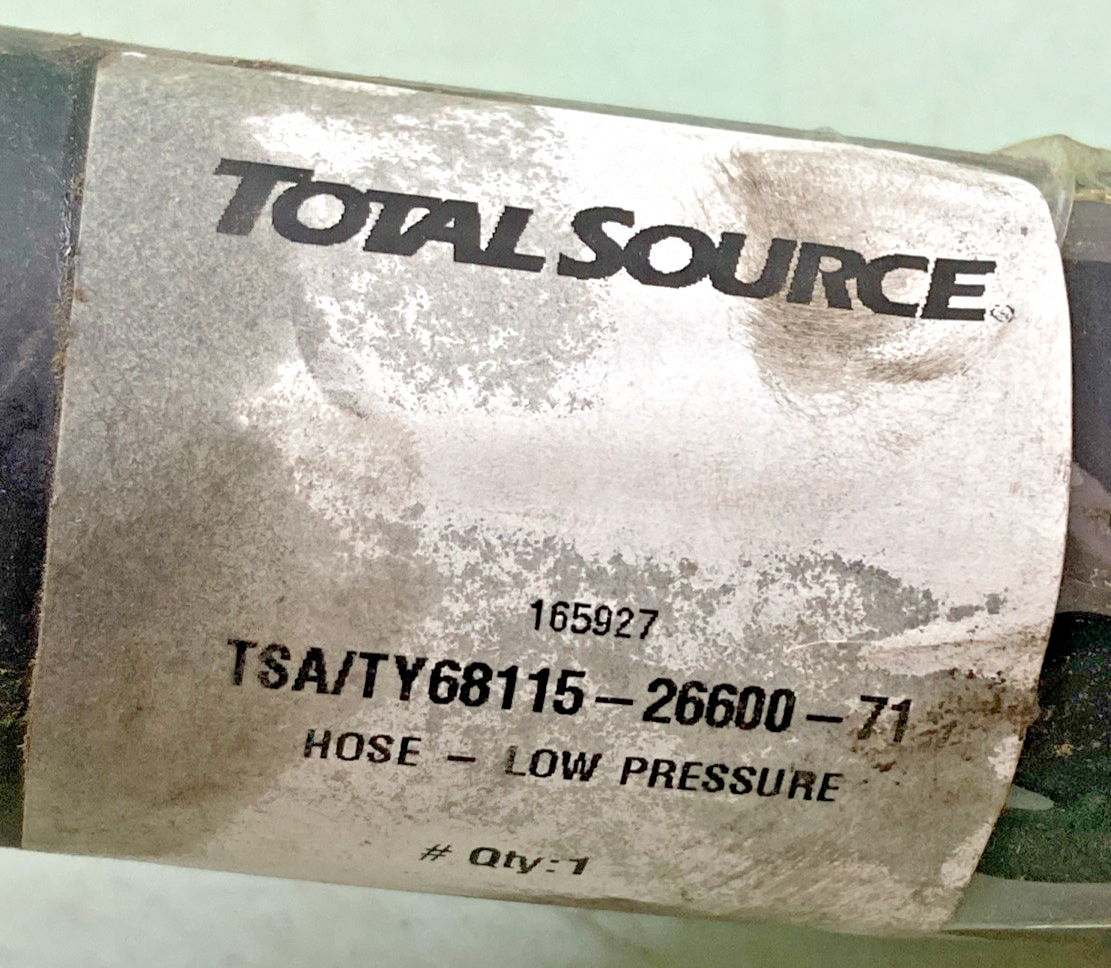 TOTAL SOURCE®
165927
TSA/TY68115-26600-71
HOSE - LOW PRESSURE
# Qty:1